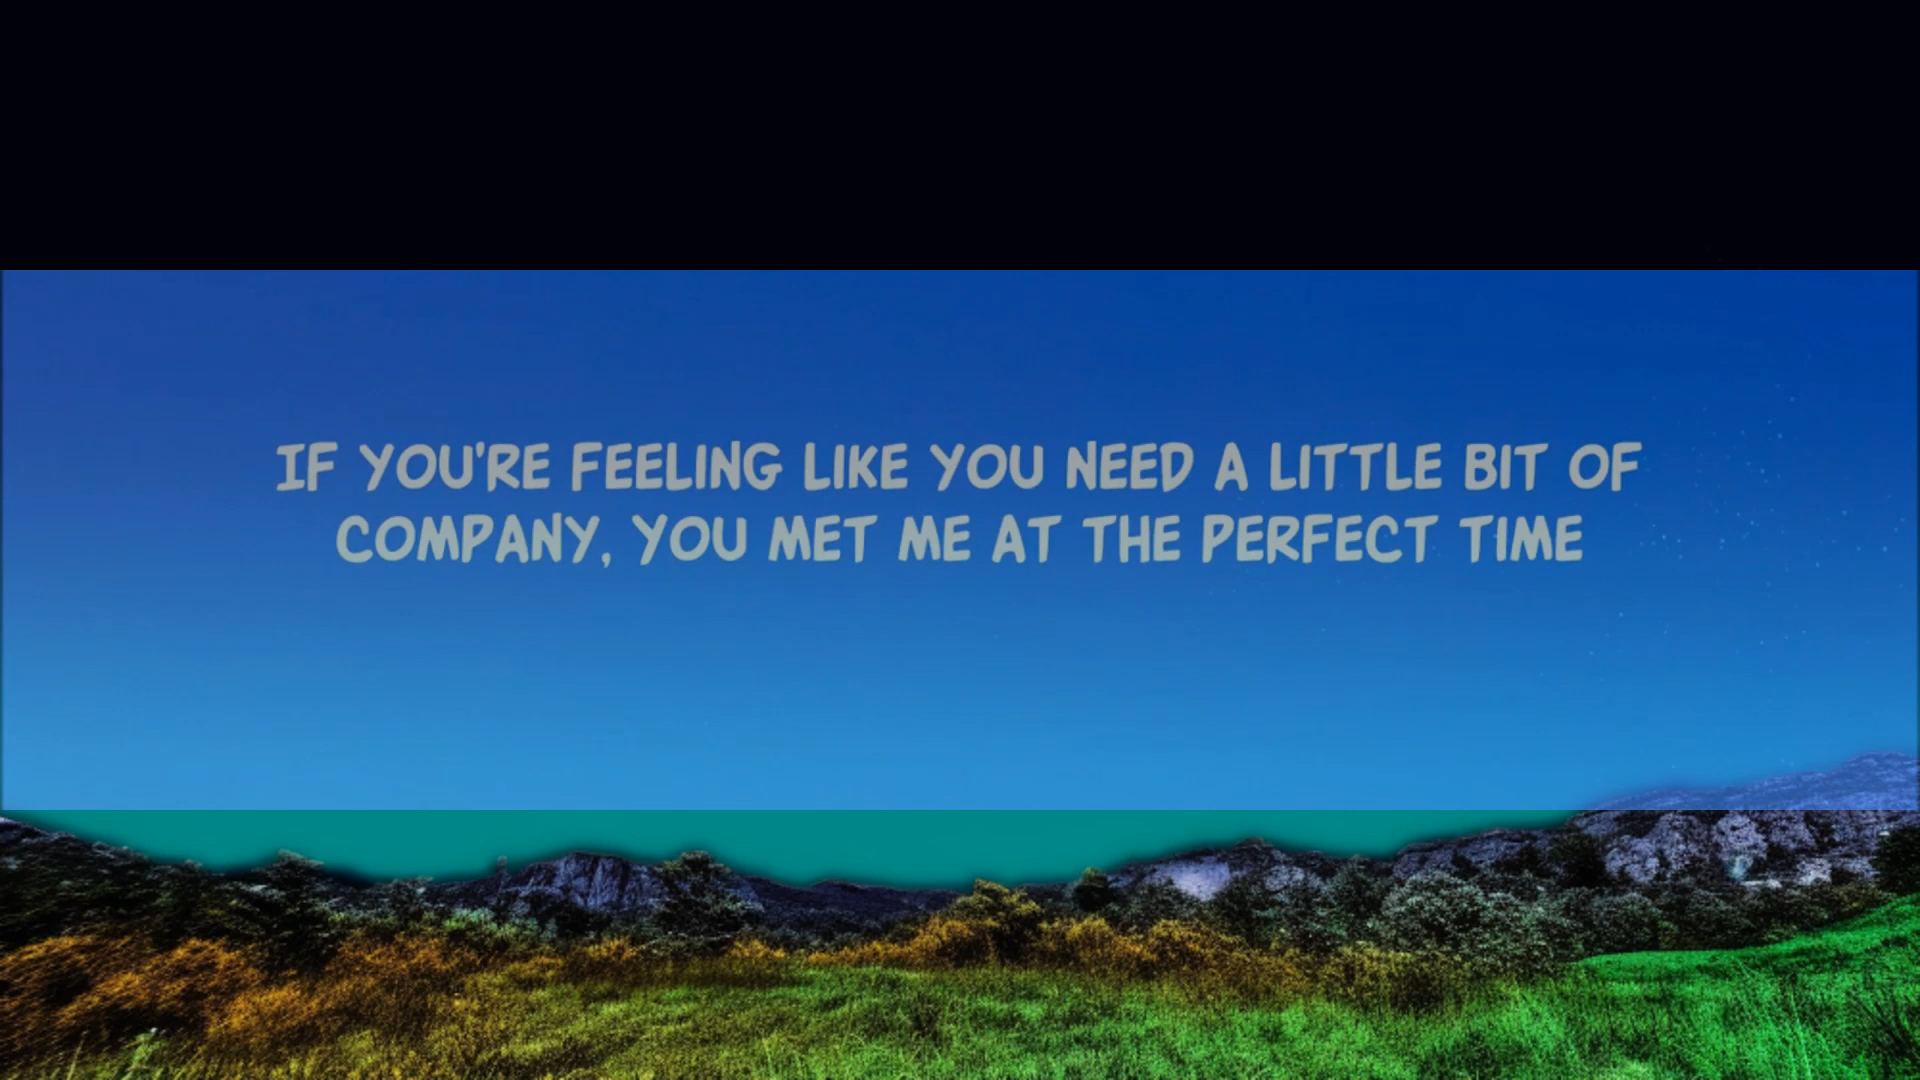 IF YOU'RE FEELING LIKE YOU NEED A LITTLE BIT OF
COMPANY, YOU MET ME AT THE PERFECT TIME